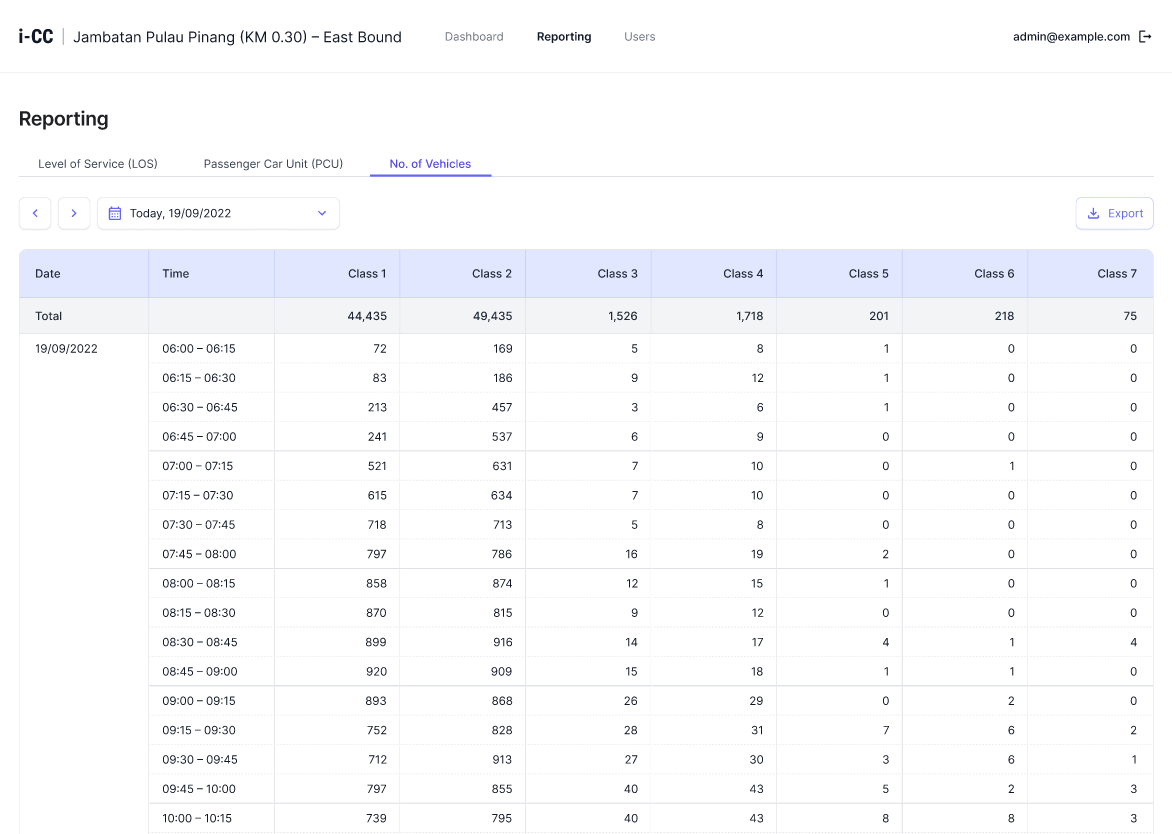 i-CC Jambatan Pulau Pinang (KM 0.30) – East Bound Dashboard Reporting Users admin@example.com
Reporting
Level of Service (LOS) Passenger Car Unit (PCU) No. of Vehicles
Today, 19/09/2022 Export
Date Time Class 1 Class 2 Class 3 Class 4 Class 5 Class 6 Class 7
Total 44,435 49,435 1,526 1,718 201 218 75
19/09/2022 06:00 – 06:15 72 169 5 8 1 0 0
06:15 – 06:30 83 186 9 12 1 0 0
06:30 – 06:45 213 457 3 6 1 0 0
06:45 – 07:00 241 537 6 9 0 0 0
07:00 – 07:15 521 631 7 10 0 1 0
07:15 – 07:30 615 634 7 10 0 0 0
07:30 – 07:45 718 713 5 8 0 0 0
07:45 – 08:00 797 786 16 19 2 0 0
08:00 – 08:15 858 874 12 15 1 0 0
08:15 – 08:30 870 815 9 12 0 0 0
08:30 – 08:45 899 916 14 17 4 1 4
08:45 – 09:00 920 909 15 18 1 1 0
09:00 – 09:15 893 868 26 29 0 2 0
09:15 – 09:30 752 828 28 31 7 6 2
09:30 – 09:45 712 913 27 30 3 6 1
09:45 – 10:00 797 855 40 43 5 2 3
10:00 – 10:15 739 795 40 43 8 8 3